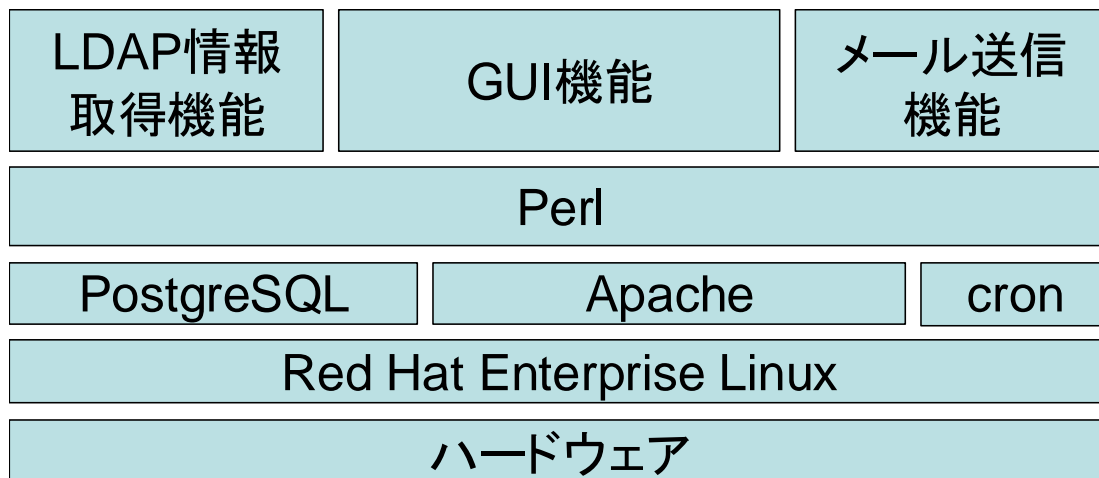 LDAP情報
取得機能
GUI機能
メール送信
機能
Perl
PostgreSQL
Apache
cron
Red Hat Enterprise Linux
ハードウェア